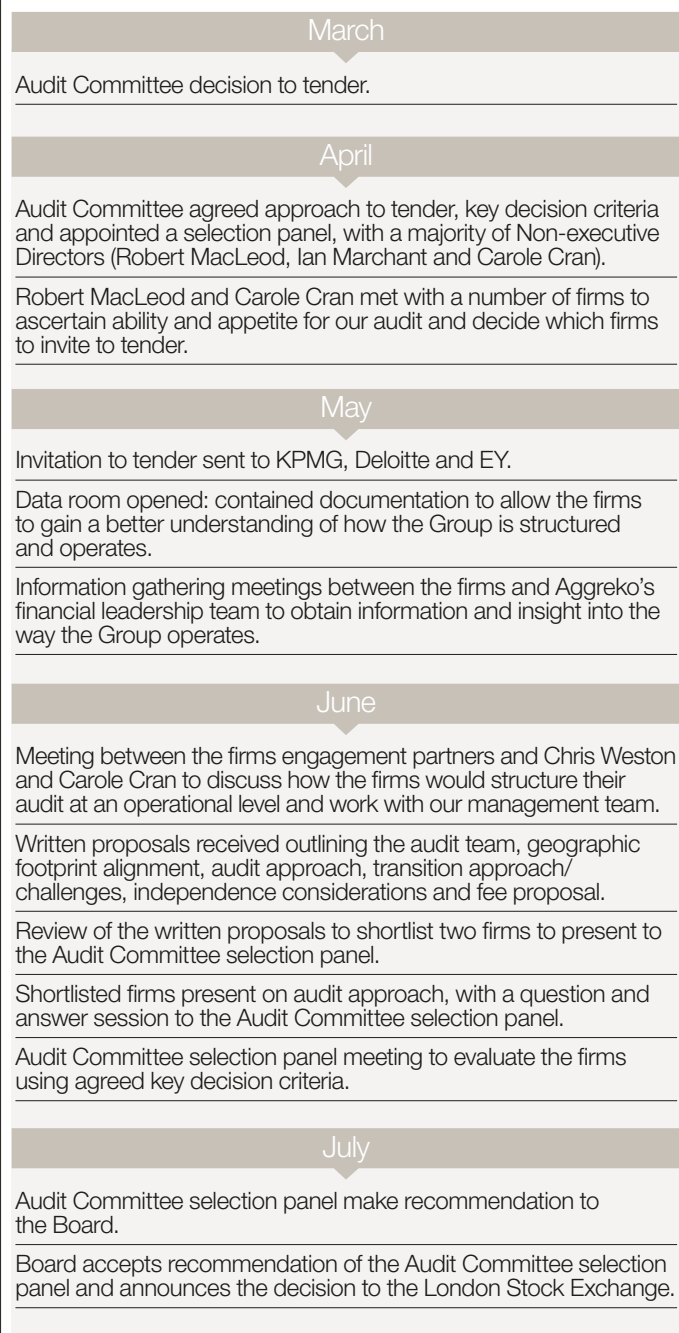 March
Audit Committee decision to tender.
April
Audit Committee agreed approach to tender, key decision criteria
and appointed a selection panel, with a majority of Non-executive
Directors (Robert MacLeod, Ian Marchant and Carole Cran).
Robert MacLeod and Carole Cran met with a number of firms to
ascertain ability and appetite for our audit and decide which firms
to invite to tender.
May
Invitation to tender sent to KPMG, Deloitte and EY.
Data room opened: contained documentation to allow the firms
to gain a better understanding of how the Group is structured
and operates.
Information gathering meetings between the firms and Aggreko’s
financial leadership team to obtain information and insight into the
way the Group operates.
June
Meeting between the firms engagement partners and Chris Weston
and Carole Cran to discuss how the firms would structure their
audit at an operational level and work with our management team.
Written proposals received outlining the audit team, geographic
footprint alignment, audit approach, transition approach/
challenges, independence considerations and fee proposal.
Review of the written proposals to shortlist two firms to present to
the Audit Committee selection panel.
Shortlisted firms present on audit approach, with a question and
answer session to the Audit Committee selection panel.
Audit Committee selection panel meeting to evaluate the firms
using agreed key decision criteria.
July
Audit Committee selection panel make recommendation to
the Board.
Board accepts recommendation of the Audit Committee selection
panel and announces the decision to the London Stock Exchange.